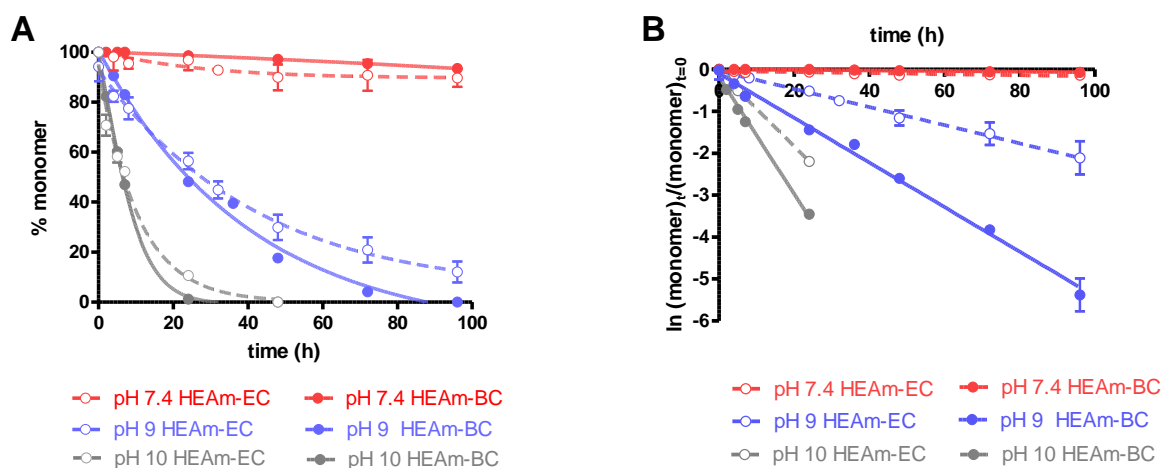 A
% monomer
100
80
60
40
20
0
0 20 40 60 80 100
time (h)
pH 7.4 HEAm-EC pH 7.4 HEAm-BC
pH 9 HEAm-EC pH 9 HEAm-BC
pH 10 HEAm-EC pH 10 HEAm-BC
B
time (h)
0 20 40 60 80 100
ln (monomer)t/(monomer)t=0
0
-1
-2
-3
-4
-5
-6
pH 7.4 HEAm-EC pH 7.4 HEAm-BC
pH 9 HEAm-EC pH 9 HEAm-BC
pH 10 HEAm-EC pH 10 HEAm-BC